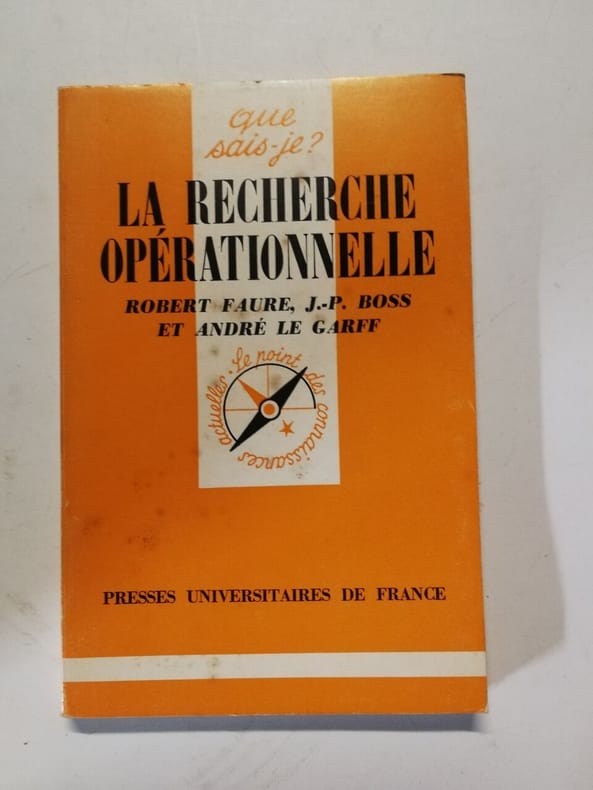 que
sais-je?
LA RECHERCHE
OPÉRATIONNELLE
ROBERT FAURE, J.-P. BOSS
ET ANDRÉ LE GARFF
Le point des connaissances actuelles •
PRESSES UNIVERSITAIRES DE FRANCE